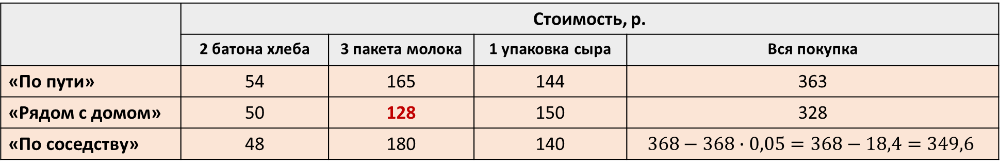 Стоимость, р.
2 батона хлеба 3 пакета молока 1 упаковка сыра Вся покупка
«По пути» 54 165 144 363
«Рядом с домом» 50 128 150 328
«По соседству» 48 180 140 368 − 368 · 0,05 = 368 − 18,4 = 349,6